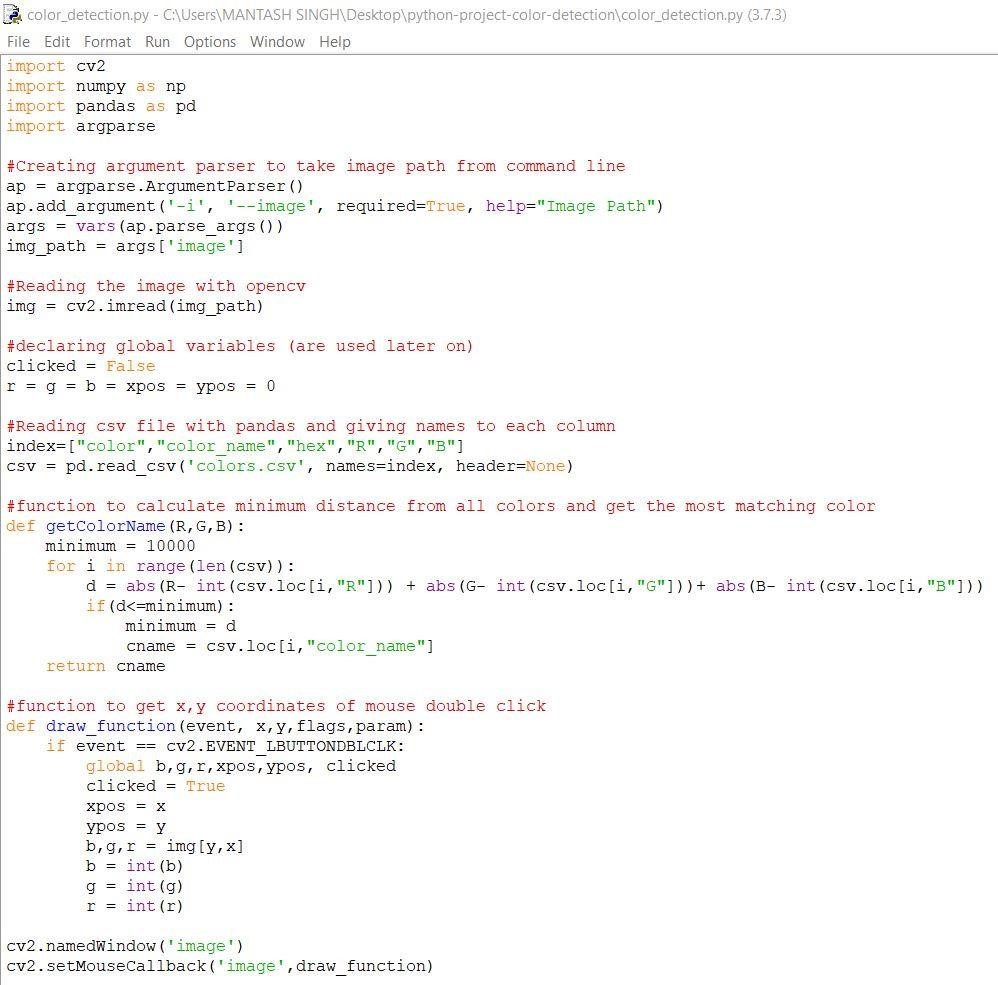 color_detection.py - C:\Users\MANTASH SINGH\Desktop\python-project-color-detection\color_detection.py (3.7.3)
File Edit Format Run Options Window Help
import cv2
import numpy as np
import pandas as pd
import argparse

#Creating argument parser to take image path from command line
ap = argparse.ArgumentParser()
ap.add_argument('-i', '--image', required=True, help="Image Path")
args = vars(ap.parse_args())
img_path = args['image']

#Reading the image with opencv
img = cv2.imread(img_path)

#declaring global variables (are used later on)
clicked = False
r = g = b = xpos = ypos = 0

#Reading csv file with pandas and giving names to each column
index=["color","color_name","hex","R","G","B"]
csv = pd.read_csv('colors.csv', names=index, header=None)

#function to calculate minimum distance from all colors and get the most matching color
def getColorName(R,G,B):
    minimum = 10000
    for i in range(len(csv)):
        d = abs(R- int(csv.loc[i,"R"])) + abs(G- int(csv.loc[i,"G"]))+ abs(B- int(csv.loc[i,"B"]))
        if(d<=minimum):
            minimum = d
            cname = csv.loc[i,"color_name"]
    return cname

#function to get x,y coordinates of mouse double click
def draw_function(event, x,y,flags,param):
    if event == cv2.EVENT_LBUTTONDBLCLK:
        global b,g,r,xpos,ypos, clicked
        clicked = True
        xpos = x
        ypos = y
        b,g,r = img[y,x]
        b = int(b)
        g = int(g)
        r = int(r)

cv2.namedWindow('image')
cv2.setMouseCallback('image',draw_function)